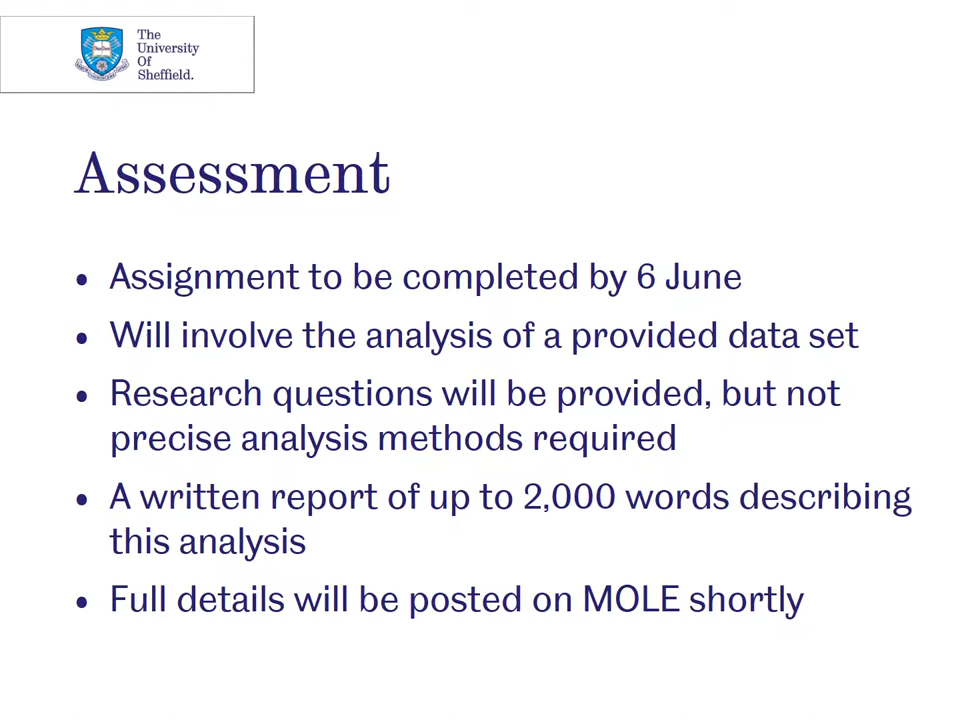 The
University
Of
Sheffield.
Assessment
• Assignment to be completed by 6 June
• Will involve the analysis of a provided data set
• Research questions will be provided, but not
precise analysis methods required
• A written report of up to 2,000 words describing
this analysis
• Full details will be posted on MOLE shortly